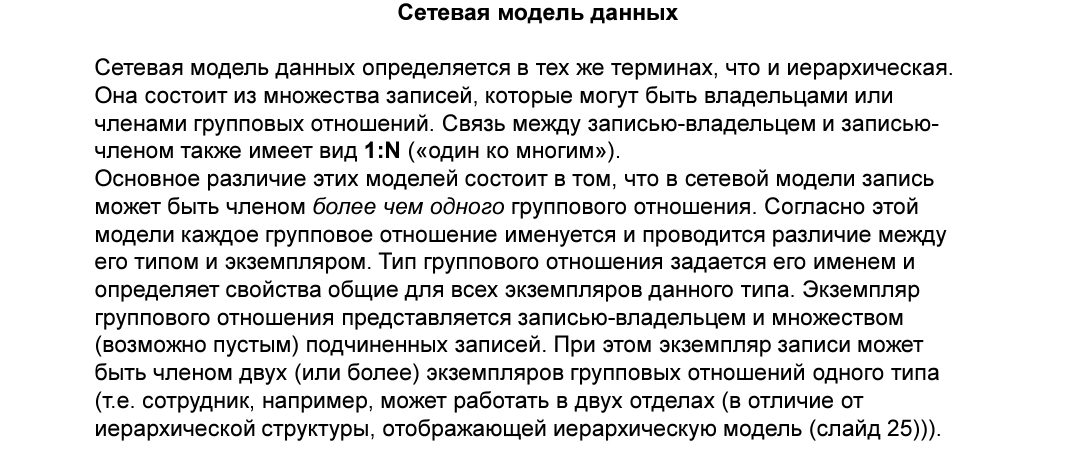 Сетевая модель данных
Сетевая модель данных определяется в тех же терминах, что и иерархическая.
Она состоит из множества записей, которые могут быть владельцами или
членами групповых отношений. Связь между записью-владельцем и записью-
членом также имеет вид 1:N («один ко многим»).
Основное различие этих моделей состоит в том, что в сетевой модели запись
может быть членом более чем одного группового отношения. Согласно этой
модели каждое групповое отношение именуется и проводится различие между
его типом и экземпляром. Тип группового отношения задается его именем и
определяет свойства общие для всех экземпляров данного типа. Экземпляр
группового отношения представляется записью-владельцем и множеством
(возможно пустым) подчиненных записей. При этом экземпляр записи может
быть членом двух (или более) экземпляров групповых отношений одного типа
(т.е. сотрудник, например, может работать в двух отделах (в отличие от
иерархической структуры, отображающей иерархическую модель (слайд 25))).